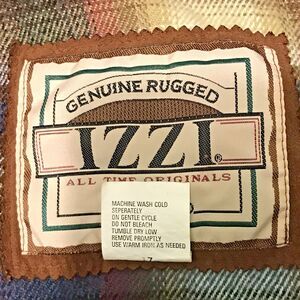 GENUINE RUGGED
IZZI®
ALL TIME ORIGINALS
MACHINE WASH COLD
SEPERATELY
ON GENTLE CYCLE
DO NOT BLEACH
TUMBLE DRY LOW
REMOVE PROMPTLY
USE WARM IRON AS NEEDED